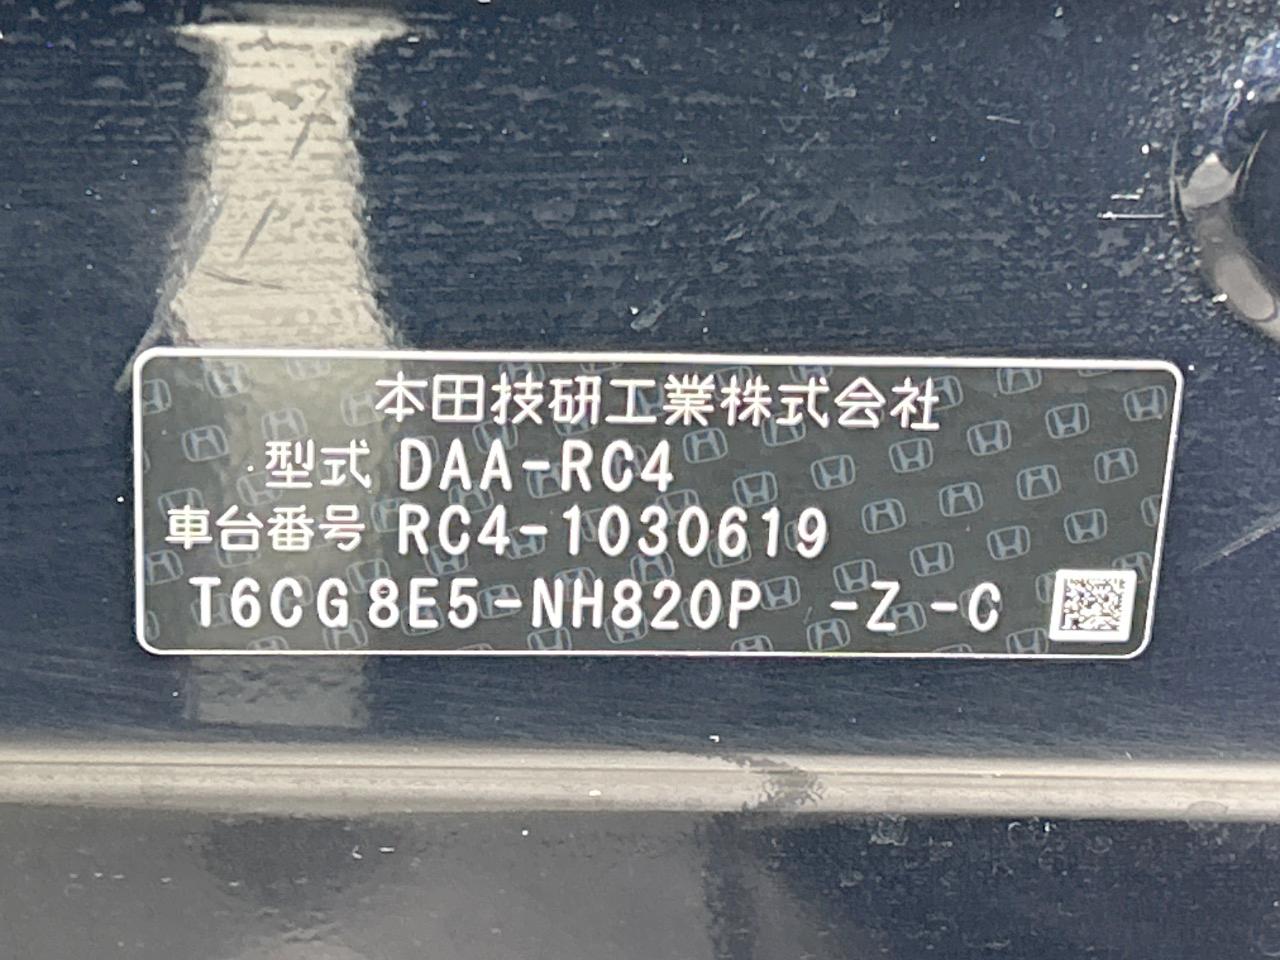 本田技研工業株式会社
型式 DAA-RC4
車台番号 RC4-1030619
T6CG8E5-NH820P -Z-C